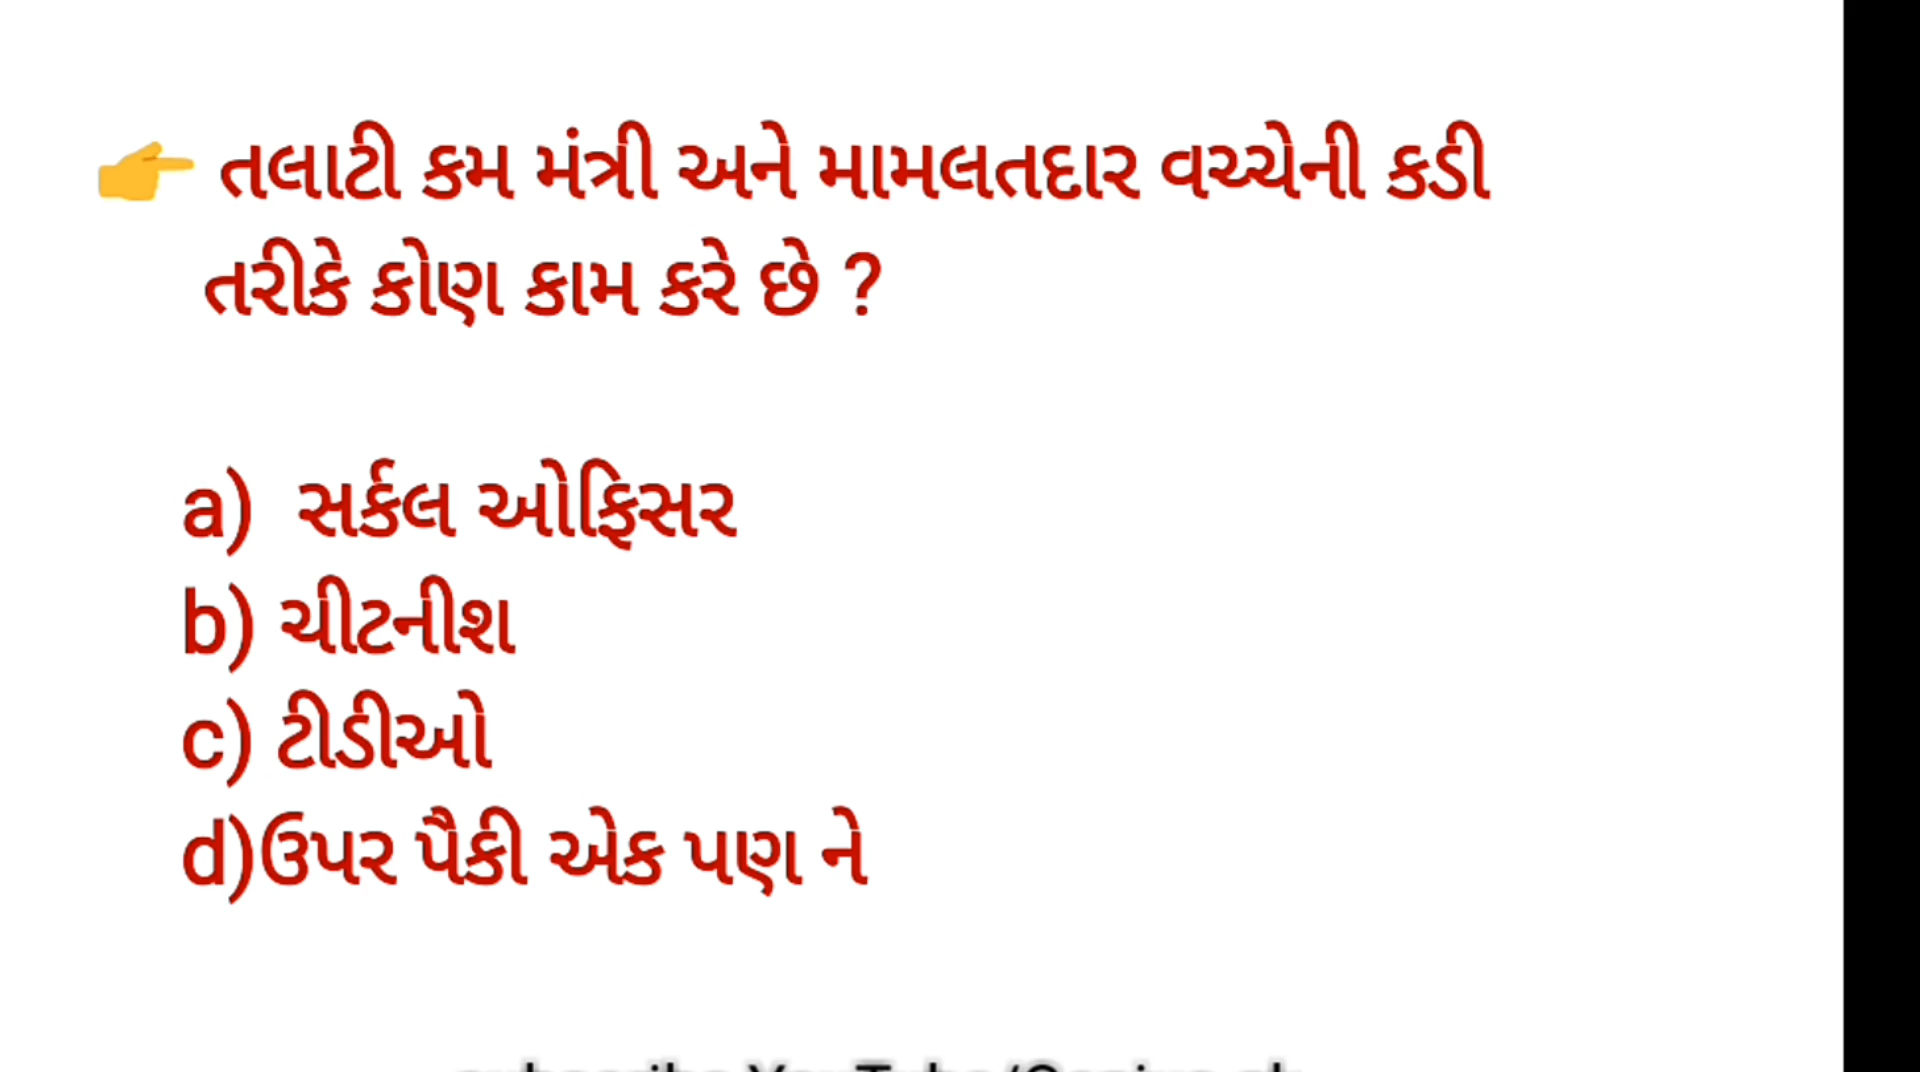 👉 તલાટી કમ મંત્રી અને મામલતદાર વચ્ચેની કડી
તરીકે કોણ કામ કરે છે ?
a) સર્કલ ઓફિસર
b) ચીટનીશ
c) ટીડીઓ
d)ઉપર પૈકી એક પણ ને